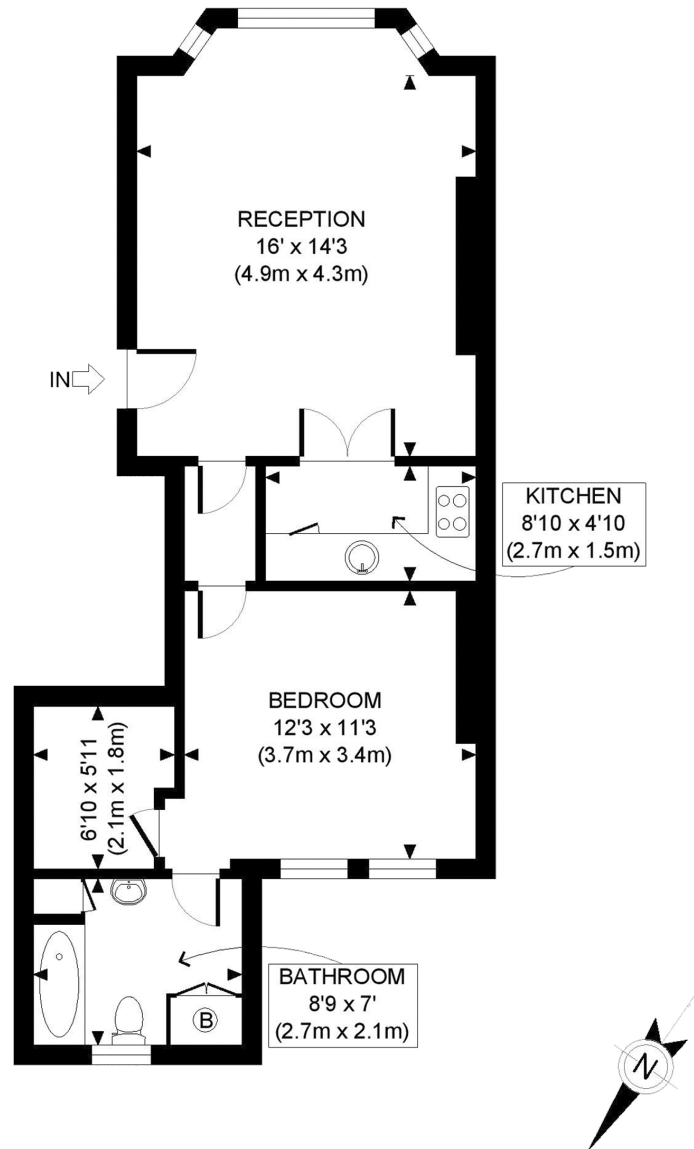 RECEPTION
16' x 14'3
(4.9m x 4.3m)
IN
KITCHEN
8'10 x 4'10
(2.7m x 1.5m)
BEDROOM
12'3 x 11'3
(3.7m x 3.4m)
6'10 x 5'11
(2.1m x 1.8m)
BATHROOM
8'9 x 7'
(2.7m x 2.1m)
B
N